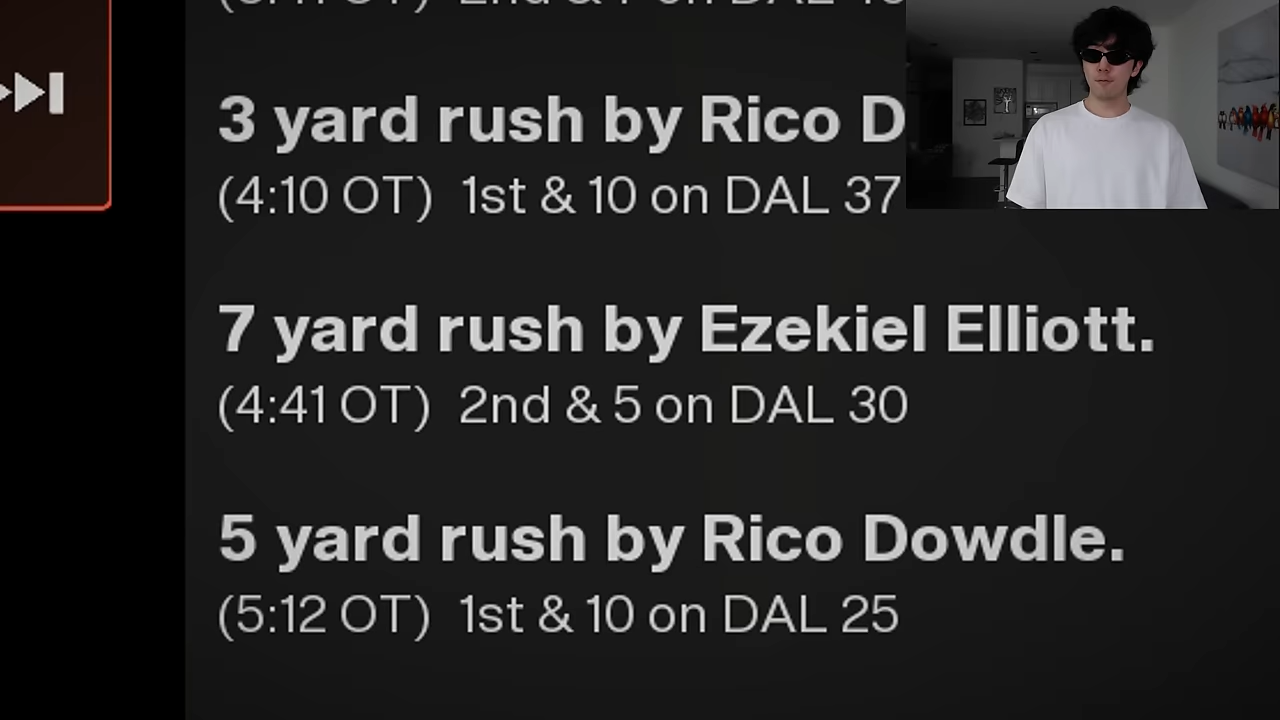 3 yard rush by Rico D
(4:10 OT) 1st & 10 on DAL 37
7 yard rush by Ezekiel Elliott.
(4:41 OT) 2nd & 5 on DAL 30
5 yard rush by Rico Dowdle.
(5:12 OT) 1st & 10 on DAL 25